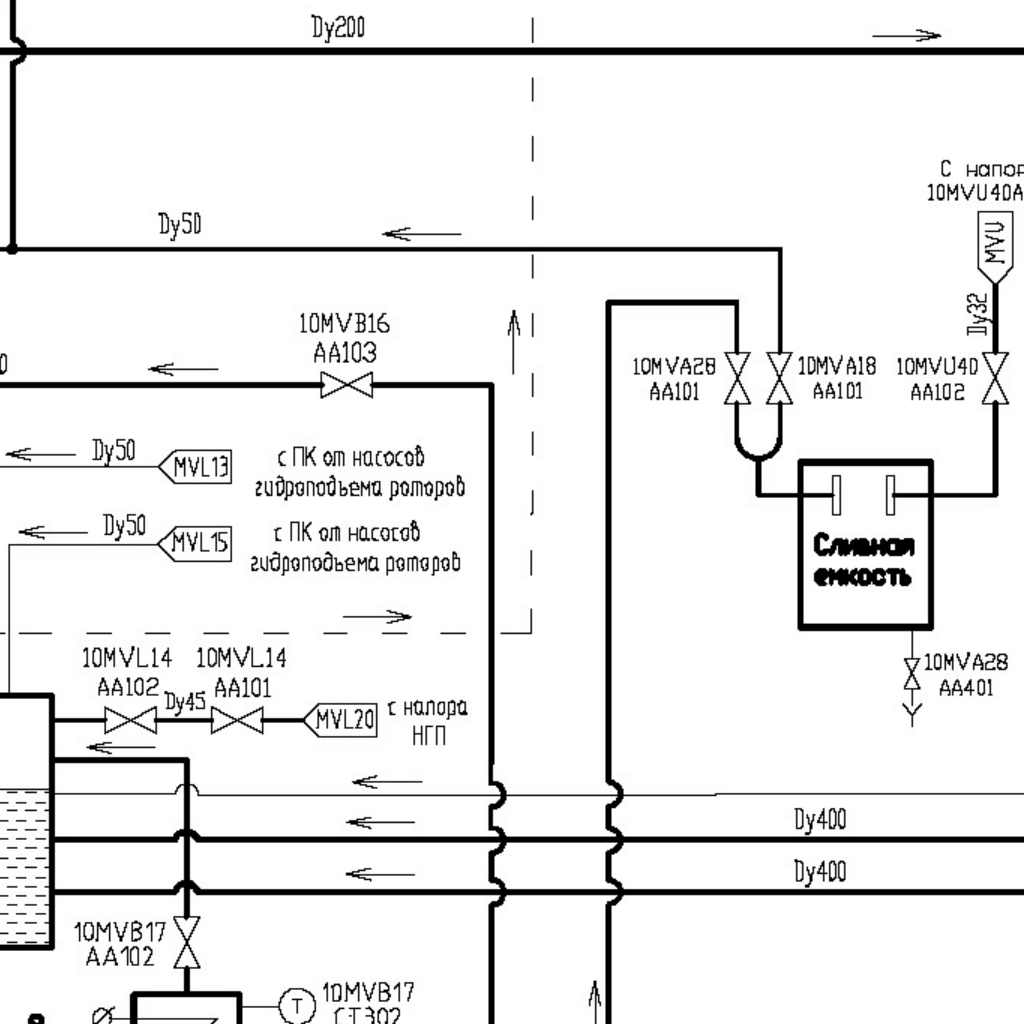 Dy200
С напор
10MVU40A
MVU
Dy32
Dy50
10MVB16
AA103
0
10MVA28
AA101
10MVA18
AA101
10MVU40
AA102
Dy50
MVL13
с ПК от насосов
гидроподъема роторов
Dy50
MVL15
с ПК от насосов
гидроподъема роторов
Сливная
емкость
10MVL14
AA102
Dy45
10MVL14
AA101
MVL20
с напора
НГП
10MVA28
AA401
Dy400
Dy400
10MVB17
AA102
T
10MVB17
CT302